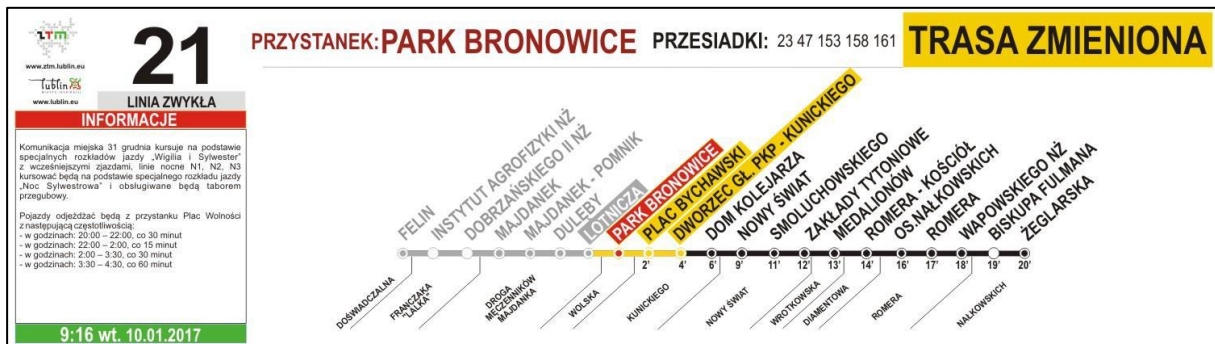 ZTM
www.ztm.lublin.eu
lublin
www.lublin.eu
21
LINIA ZWYKŁA
INFORMACJE
Komunikacja miejska 31 grudnia kursuje na podstawie
specjalnych rozkładów jazdy „Wigilia i Sylwester”
z wcześniejszymi zjazdami, linie nocne N1, N2, N3
kursować będą na podstawie specjalnego rozkładu jazdy
„Noc Sylwestrowa” i obsługiwane będą taborem
przegubowy.
Pojazdy odjeżdżać będą z przystanku Plac Wolności
z następującą częstotliwością:
- w godzinach: 20:00 – 22:00, co 30 minut
- w godzinach: 22:00 – 2:00, co 15 minut
- w godzinach: 2:00 – 3:30, co 30 minut
- w godzinach: 3:30 – 4:30, co 60 minut
9:16 wt. 10.01.2017
PRZYSTANEK: PARK BRONOWICE PRZESIADKI: 23 47 153 158 161 TRASA ZMIENIONA
FELIN
INSTYTUT AGROFIZYKI NŻ
DOBRZAŃSKIEGO II NŻ
MAJDANEK
MAJDANEK - POMNIK
DULĘBY
LOTNICZA
PARK BRONOWICE
PLAC BYCHAWSKI
DWORZEC GŁ. PKP - KUNICKIEGO
DOM KOLEJARZA
NOWY ŚWIAT
SMOLUCHOWSKIEGO
ZAKŁADY TYTONIOWE
MEDALIONÓW
ROMERA - KOŚCIÓŁ
OS.NAŁKOWSKICH
ROMERA
WAPOWSKIEGO NŻ
BISKUPA FULMANA
ŻEGLARSKA
2' 4' 6' 9' 11' 12' 13' 14' 16' 17' 18' 19' 20'
DOŚWIADCZALNA
FRANCZAKA
"LALKA"
DROGA
MĘCZENNIKÓW
MAJDANKA
WOLSKA
KUNICKIEGO
NOWY ŚWIAT
WROTKOWSKA
DIAMENTOWA
ROMERA
NAŁKOWSKICH